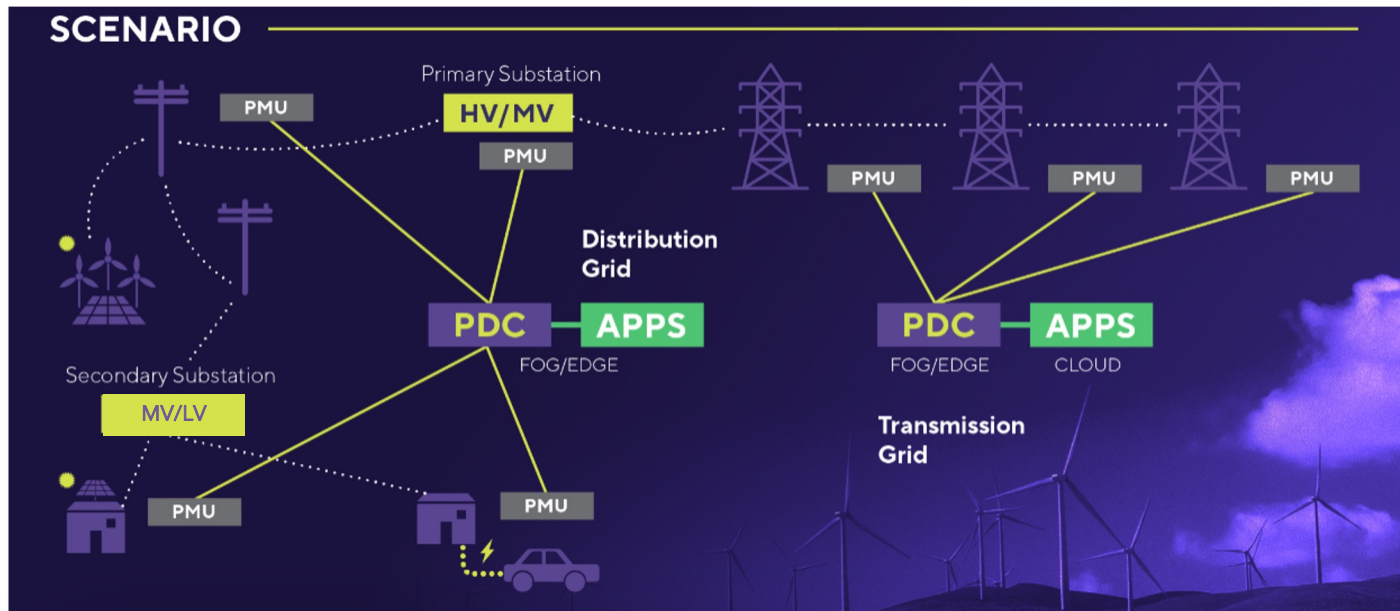 SCENARIO
Primary Substation
PMU
HV/MV
PMU
PMU
PMU
PMU
Distribution
Grid
PDC
APPS
FOG/EDGE
PDC
APPS
FOG/EDGE
CLOUD
Secondary Substation
MV/LV
Transmission
Grid
PMU
PMU